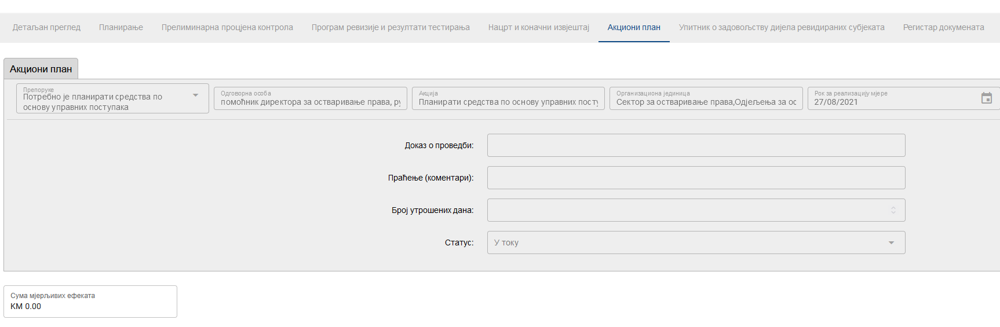 Детаљан преглед Планирање Прелиминарна процјена контрола Програм ревизије и резултати тестирања Нацрт и коначни извјештај Акциони план Упитник о задовољству дијела ревидираних субјеката Регистар докумената
Акциони план
Препоруке
Потребно је планирати средства по
основу управних поступака
Одговорна особа
помоћник директора за остваривање права, ру
Акција
Планирати средства по основу управних посту
Организациона јединица
Сектор за остваривање права,Одјељења за ос
Рок за реализацију мјере
27/08/2021
Доказ о проведби:
Праћење (коментари):
Број утрошених дана:
Статус: У току
Сума мјерљивих ефеката
КМ 0.00